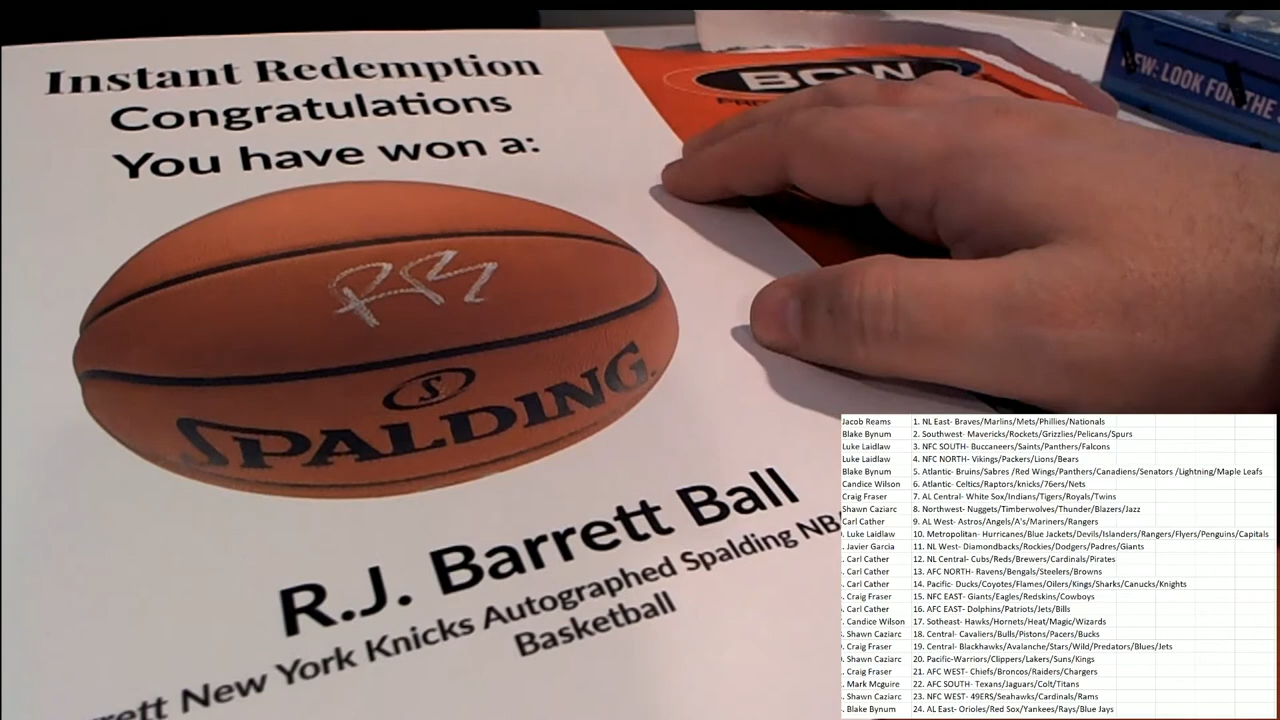 Instant Redemption
Congratulations
You have won a:
BCW
NEW: LOOK FOR THE
RB
S
SPALDING
R.J. Barrett Ball
rett New York Knicks Autographed Spalding NBA
Basketball
Jacob Reams 1. NL East- Braves/Marlins/Mets/Phillies/Nationals
Blake Bynum 2. Southwest- Mavericks/Rockets/Grizzlies/Pelicans/Spurs
Luke Laidlaw 3. NFC SOUTH- Buccaneers/Saints/Panthers/Falcons
Luke Laidlaw 4. NFC NORTH- Vikings/Packers/Lions/Bears
Blake Bynum 5. Atlantic- Bruins/Sabres /Red Wings/Panthers/Canadiens/Senators /Lightning/Maple Leafs
Candice Wilson 6. Atlantic- Celtics/Raptors/knicks/76ers/Nets
Craig Fraser 7. AL Central- White Sox/Indians/Tigers/Royals/Twins
Shawn Caziarc 8. Northwest- Nuggets/Timberwolves/Thunder/Blazers/Jazz
Carl Cather 9. AL West- Astros/Angels/A's/Mariners/Rangers
Luke Laidlaw 10. Metropolitan- Hurricanes/Blue Jackets/Devils/Islanders/Rangers/Flyers/Penguins/Capitals
Javier Garcia 11. NL West- Diamondbacks/Rockies/Dodgers/Padres/Giants
Carl Cather 12. NL Central- Cubs/Reds/Brewers/Cardinals/Pirates
Carl Cather 13. AFC NORTH- Ravens/Bengals/Steelers/Browns
Carl Cather 14. Pacific- Ducks/Coyotes/Flames/Oilers/Kings/Sharks/Canucks/Knights
Craig Fraser 15. NFC EAST- Giants/Eagles/Redskins/Cowboys
Carl Cather 16. AFC EAST- Dolphins/Patriots/Jets/Bills
Candice Wilson 17. Sotheast- Hawks/Hornets/Heat/Magic/Wizards
Shawn Caziarc 18. Central- Cavaliers/Bulls/Pistons/Pacers/Bucks
Craig Fraser 19. Central- Blackhawks/Avalanche/Stars/Wild/Predators/Blues/Jets
Shawn Caziarc 20. Pacific-Warriors/Clippers/Lakers/Suns/Kings
Craig Fraser 21. AFC WEST- Chiefs/Broncos/Raiders/Chargers
Mark Mcguire 22. AFC SOUTH- Texans/Jaguars/Colt/Titans
Shawn Caziarc 23. NFC WEST- 49ERS/Seahawks/Cardinals/Rams
Blake Bynum 24. AL East- Orioles/Red Sox/Yankees/Rays/Blue Jays